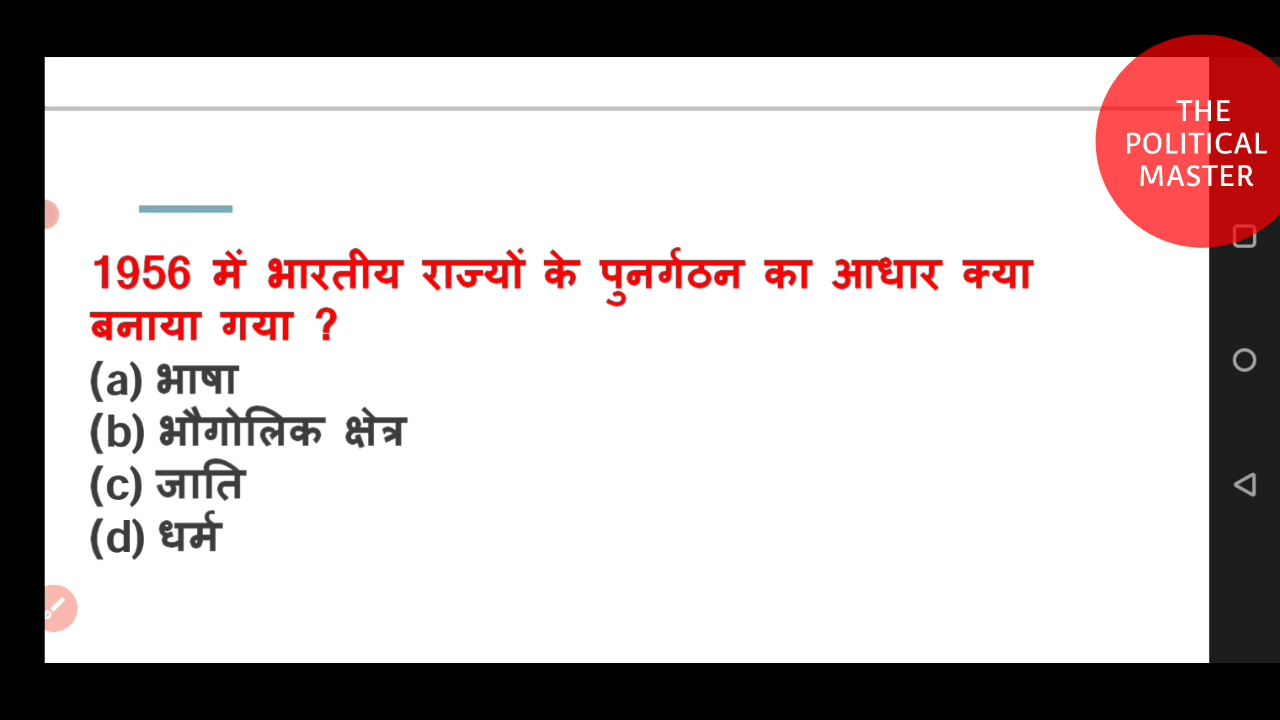 THE
POLITICAL
MASTER
1956 में भारतीय राज्यों के पुनर्गठन का आधार क्या
बनाया गया ?
(a) भाषा
(b) भौगोलिक क्षेत्र
(c) जाति
(d) धर्म